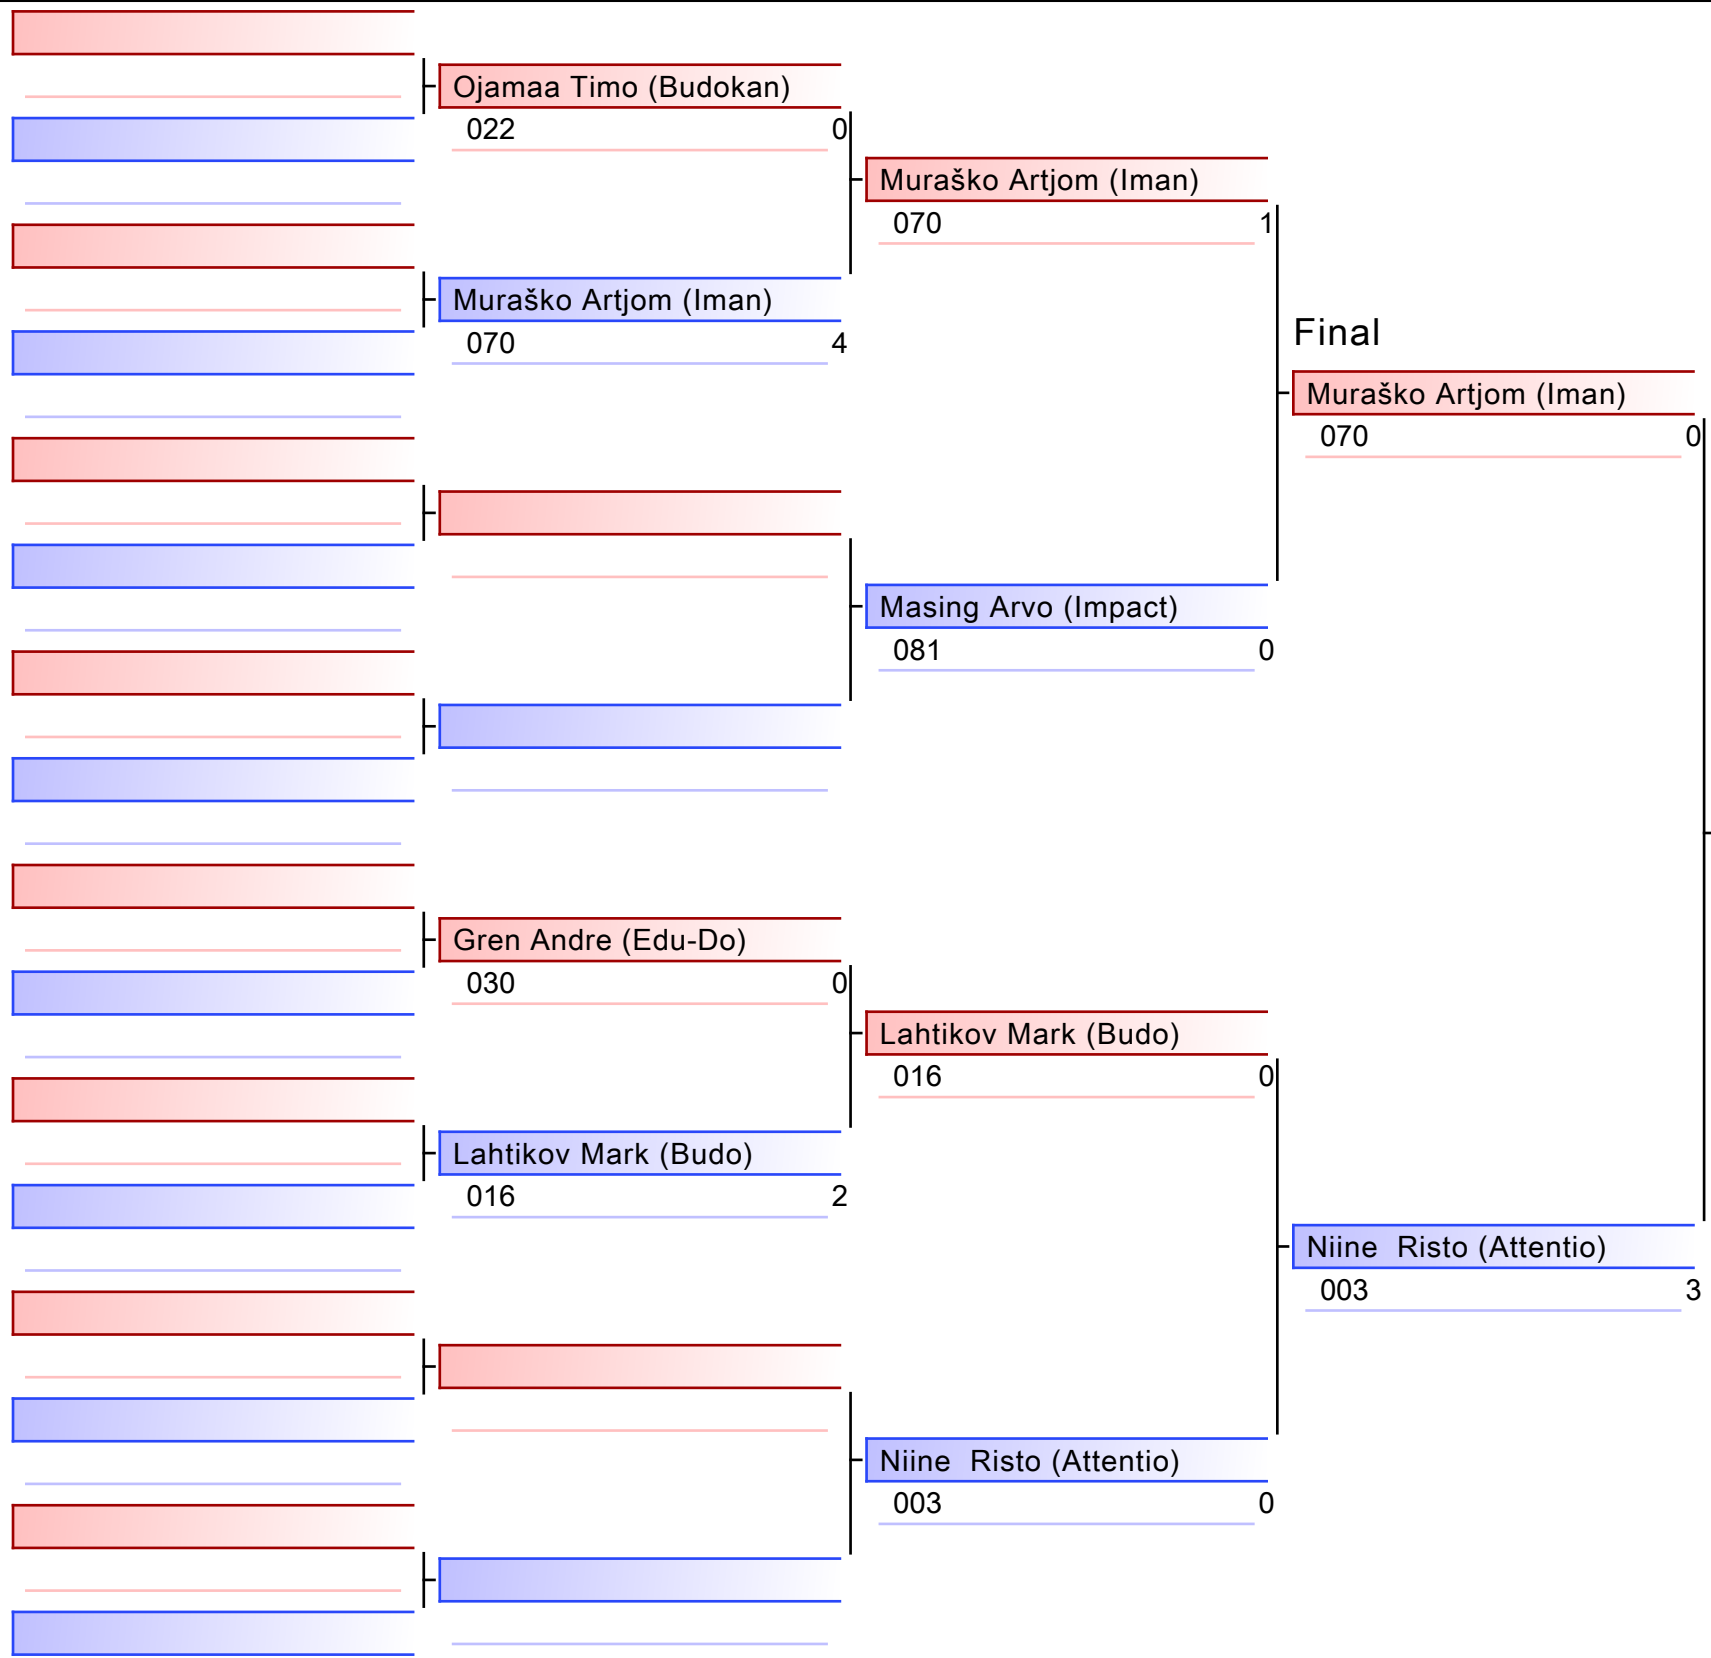 Ojamaa Timo (Budokan)
022 0
Muraško Artjom (Iman)
070 1
Muraško Artjom (Iman)
070 4
Final
Muraško Artjom (Iman)
070 0
Masing Arvo (Impact)
081 0
Gren Andre (Edu-Do)
030 0
Lahtikov Mark (Budo)
016 0
Lahtikov Mark (Budo)
016 2
Niine  Risto (Attentio)
003 3
Niine  Risto (Attentio)
003 0